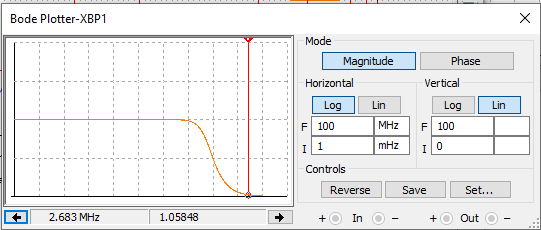 Bode Plotter-XBP1
Mode
Magnitude Phase
Horizontal Vertical
Log Lin Log Lin
F 100 MHz F 100
I 1 mHz I 0
Controls
Reverse Save Set...
2.683 MHz 1.05848
+ In − + Out −